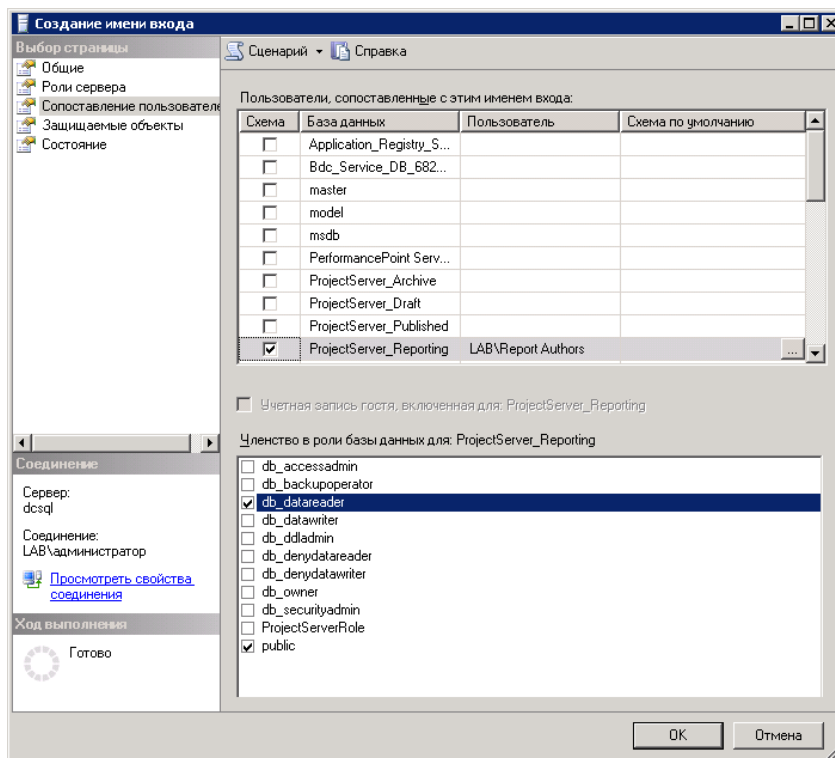 Создание имени входа
Выбор страницы
Общие
Роли сервера
Сопоставление пользователе
Защищаемые объекты
Состояние
Сценарий Справка
Пользователи, сопоставленные с этим именем входа:
Схема База данных Пользователь Схема по умолчанию
Application_Registry_S...
Bdc_Service_DB_682...
master
model
msdb
PerformancePoint Serv...
ProjectServer_Archive
ProjectServer_Draft
ProjectServer_Published
ProjectServer_Reporting LAB\Report Authors ...
Учетная запись гостя, включенная для: ProjectServer_Reporting
Членство в роли базы данных для: ProjectServer_Reporting
db_accessadmin
db_backupoperator
db_datareader
db_datawriter
db_ddladmin
db_denydatareader
db_denydatawriter
db_owner
db_securityadmin
ProjectServerRole
public
Соединение
Сервер:
dcsql
Соединение:
LAB\администратор
Просмотреть свойства
соединения
Ход выполнения
Готово
OK Отмена